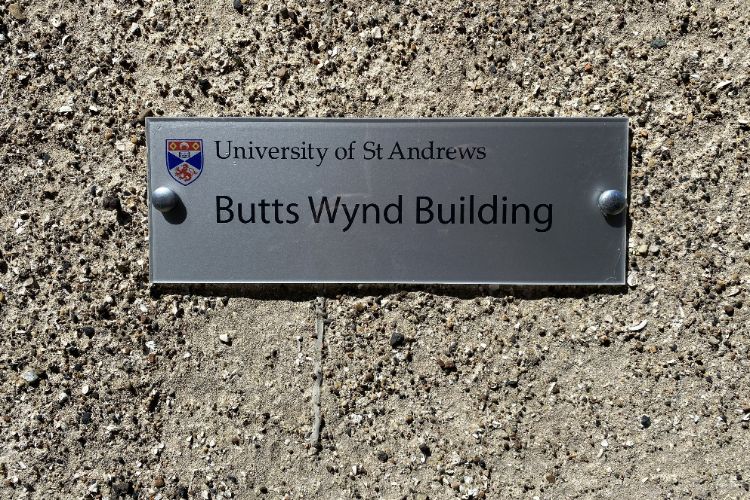 University of St Andrews
Butts Wynd Building